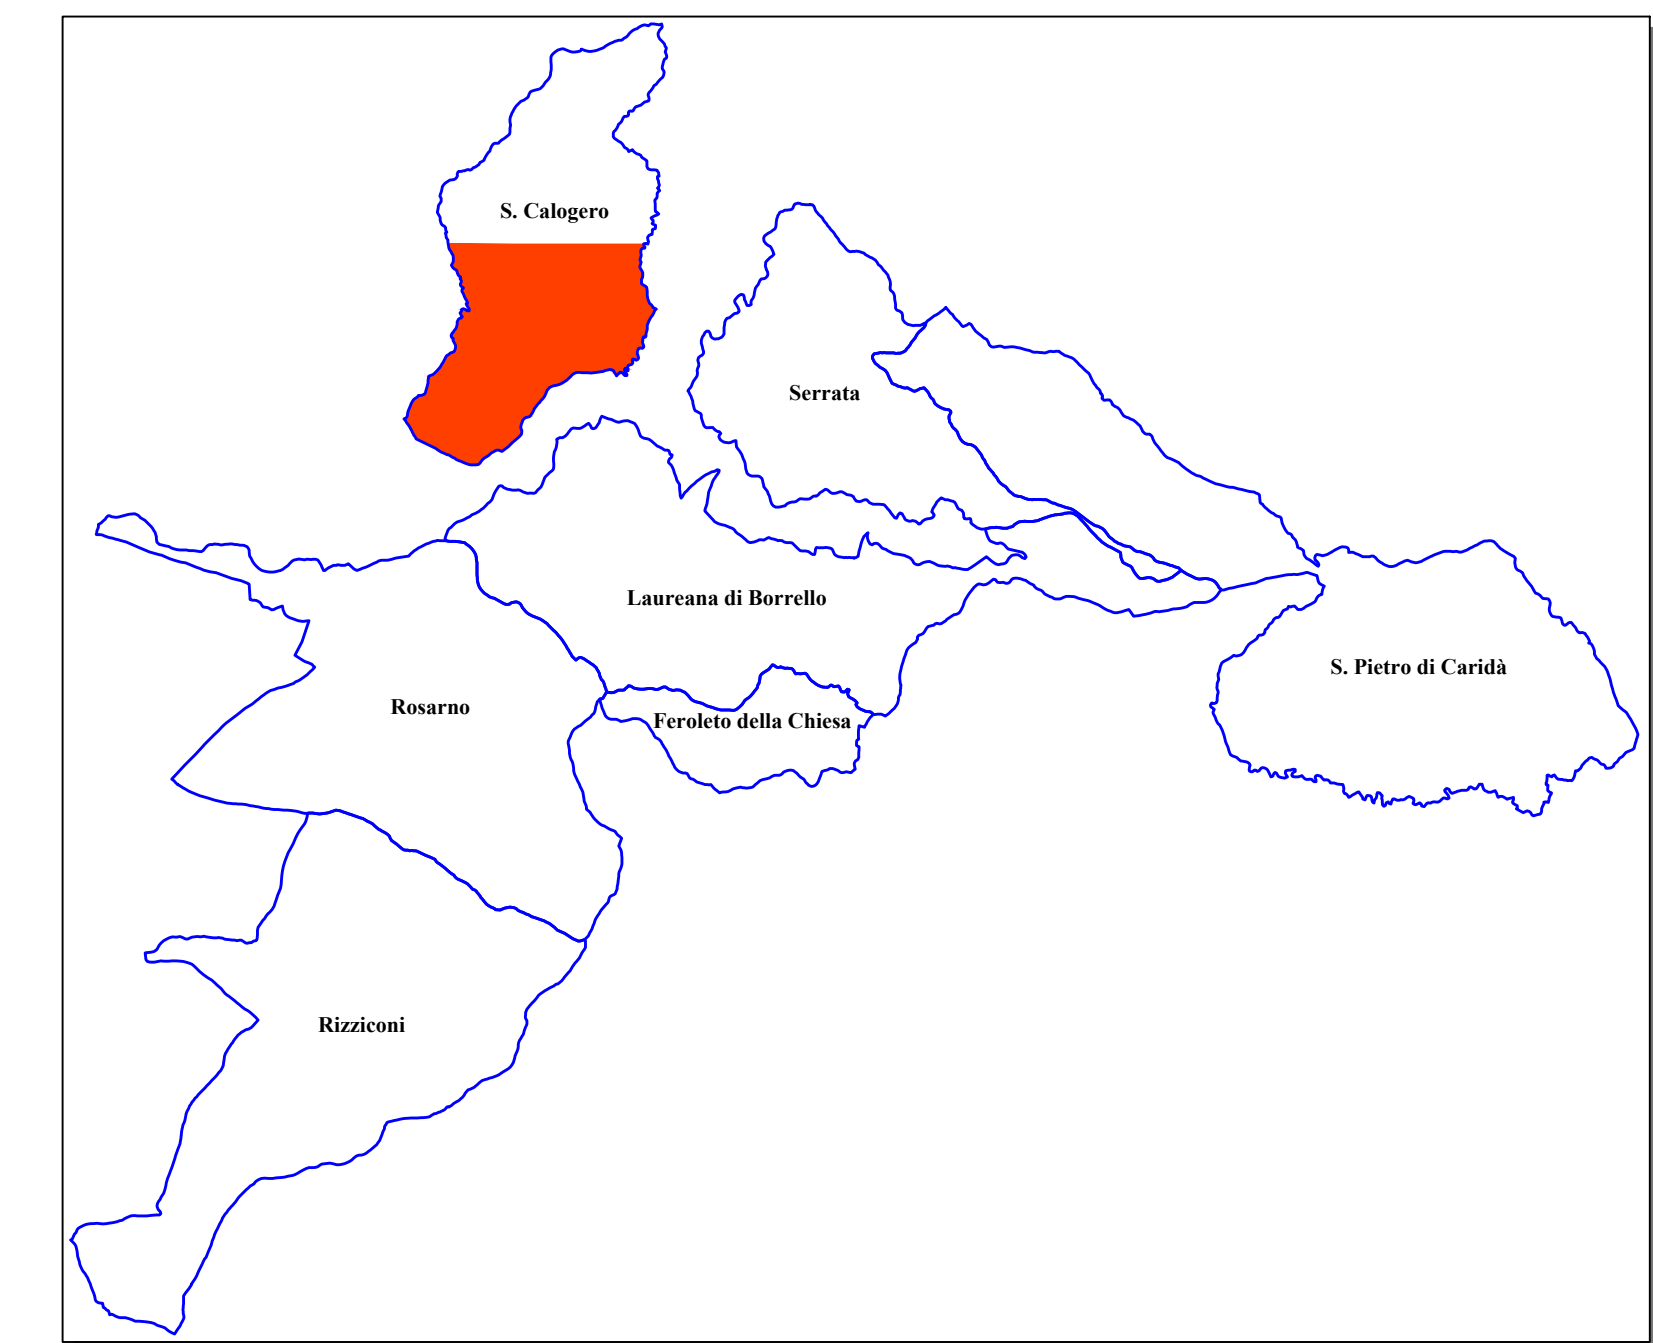 S. Calogero
Serrata
Laureana di Borrello
S. Pietro di Caridà
Rosarno
Feroleto della Chiesa
Rizziconi